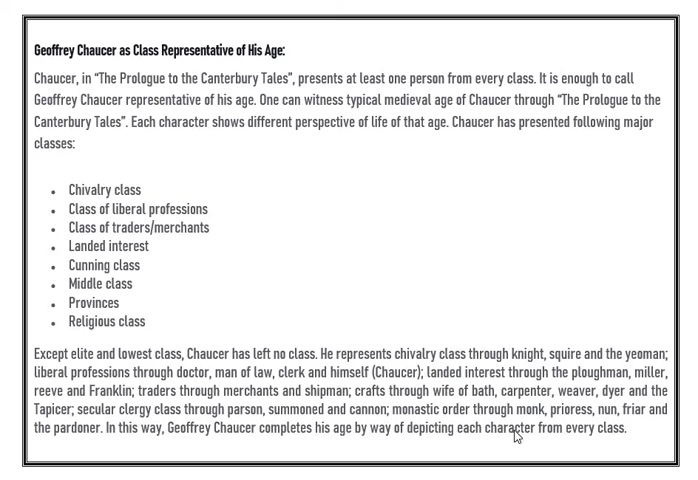 Geoffrey Chaucer as Class Representative of His Age:
Chaucer, in “The Prologue to the Canterbury Tales”, presents at least one person from every class. It is enough to call
Geoffrey Chaucer representative of his age. One can witness typical medieval age of Chaucer through “The Prologue to the
Canterbury Tales”. Each character shows different perspective of life of that age. Chaucer has presented following major
classes:
• Chivalry class
• Class of liberal professions
• Class of traders/merchants
• Landed interest
• Cunning class
• Middle class
• Provinces
• Religious class
Except elite and lowest class, Chaucer has left no class. He represents chivalry class through knight, squire and the yeoman;
liberal professions through doctor, man of law, clerk and himself (Chaucer); landed interest through the ploughman, miller,
reeve and Franklin; traders through merchants and shipman; crafts through wife of bath, carpenter, weaver, dyer and the
Tapicer; secular clergy class through parson, summoned and cannon; monastic order through monk, prioress, nun, friar and
the pardoner. In this way, Geoffrey Chaucer completes his age by way of depicting each character from every class.